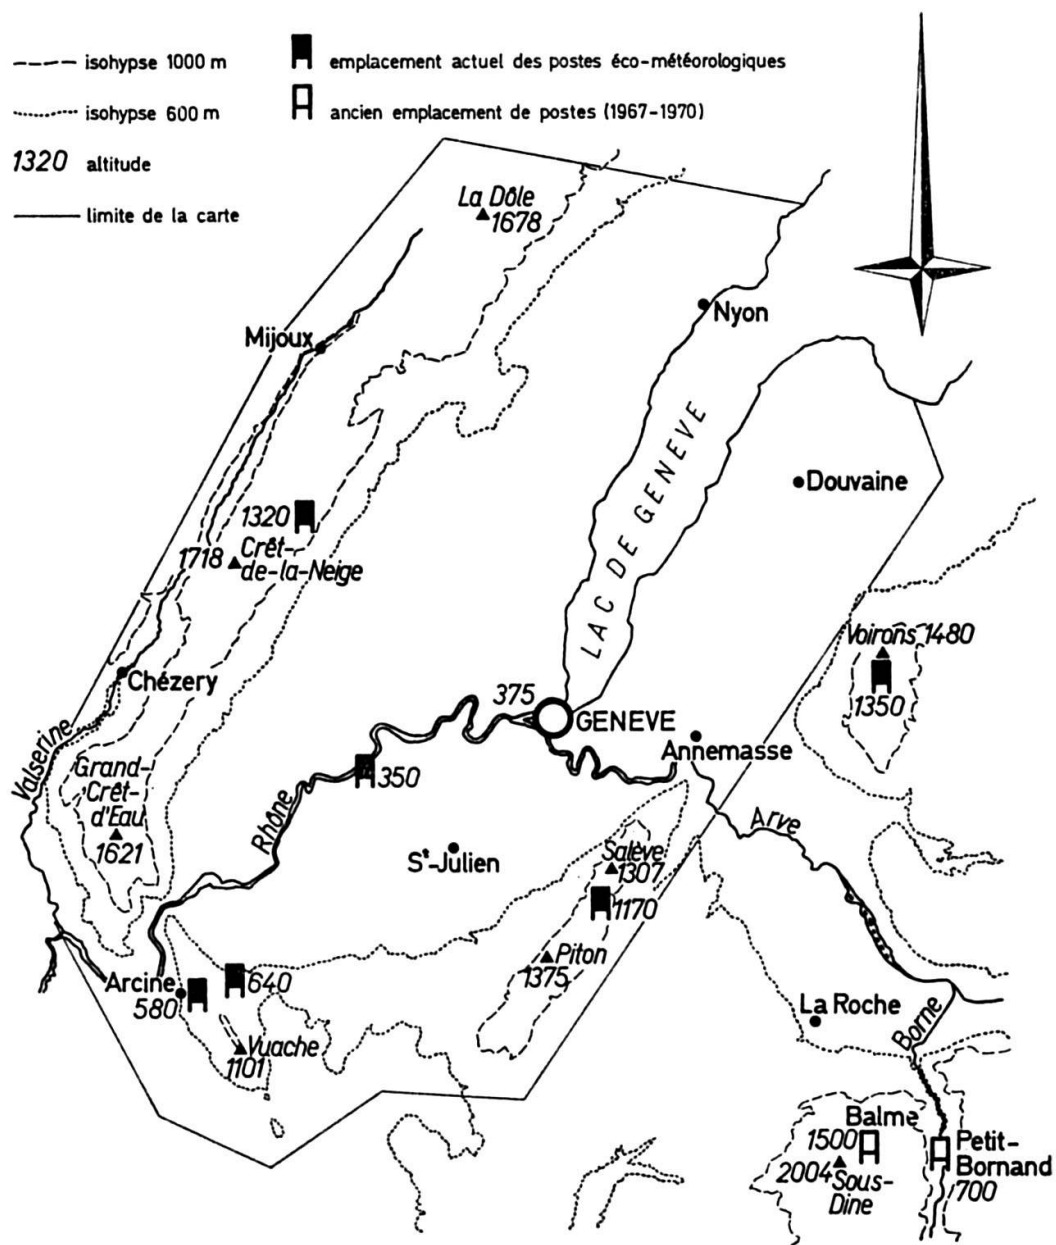 isohypse 1000 m
emplacement actuel des postes éco-météorologiques
isohypse 600 m
ancien emplacement de postes (1967-1970)
1320 altitude
limite de la carte
La Dôle
1678
Nyon
Mijoux
LAC DE GENEVE
Douvaine
1320
1718
Crêt-
de-la-Neige
Voirons 1480
1350
Chézery
375
GENEVE
Annemasse
Valserine
Grand-
Crêt-
d'Eau
1621
350
Rhône
Arve
St-Julien
Salève
1307
1170
Piton
1375
Arcine
580
640
La Roche
Borne
Vuache
1101
Balme
1500
2004
Sous-
Dine
Petit-
Bornand
700